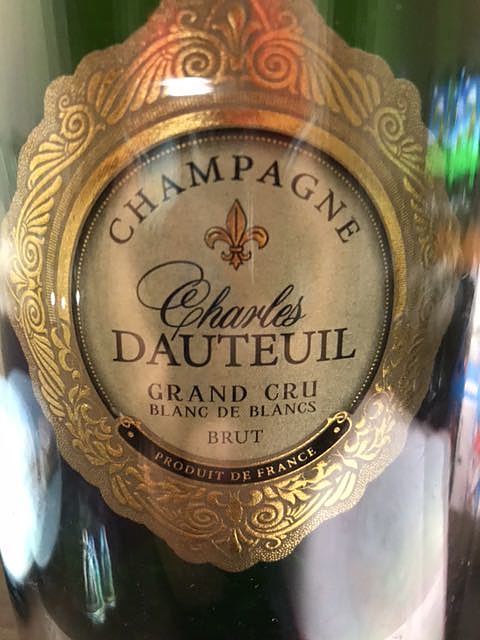 CHAMPAGNE
Charles
DAUTEUIL
GRAND CRU
BLANC DE BLANCS
BRUT
PRODUIT DE FRANCE